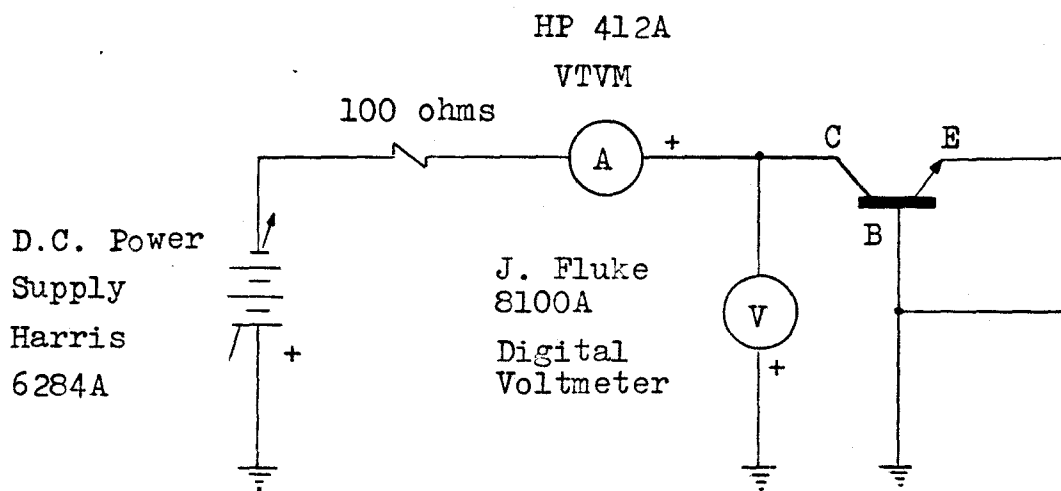 HP 412A
VTVM
100 ohms
A
+
C
E
B
D.C. Power
Supply
Harris
6284A
+
J. Fluke
8100A
Digital
Voltmeter
V
+